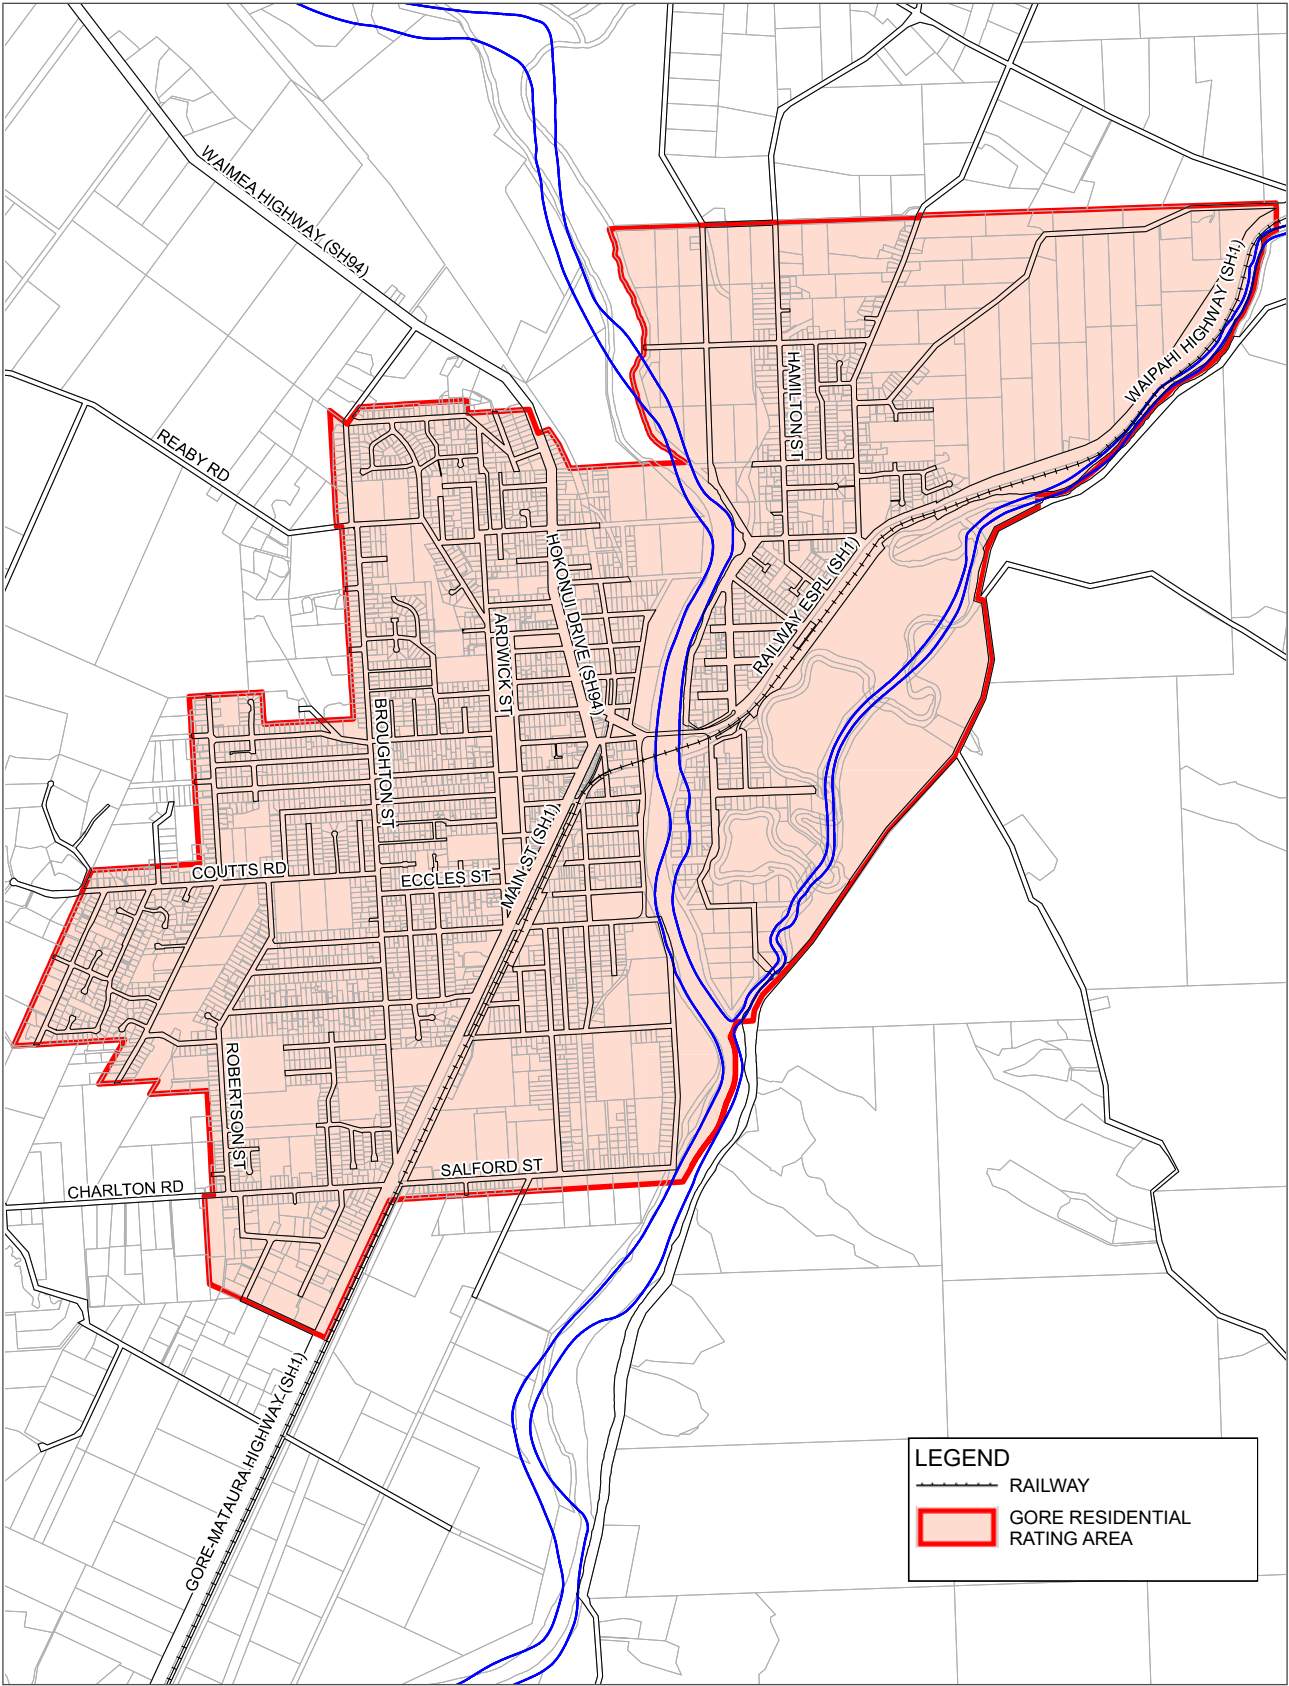 WAIMEA HIGHWAY (SH94)
WAIPAHI HIGHWAY (SH1)
HAMILTON ST
REABY RD
HOKONUI DRIVE (SH94)
RAILWAY ESPL (SH1)
ARDWICK ST
BROUGHTON ST
MAIN ST (SH1)
COUTTS RD
ECCLES ST
ROBERTSON ST
SALFORD ST
CHARLTON RD
GORE-MATAURA HIGHWAY (SH1)
LEGEND
RAILWAY
GORE RESIDENTIAL
RATING AREA